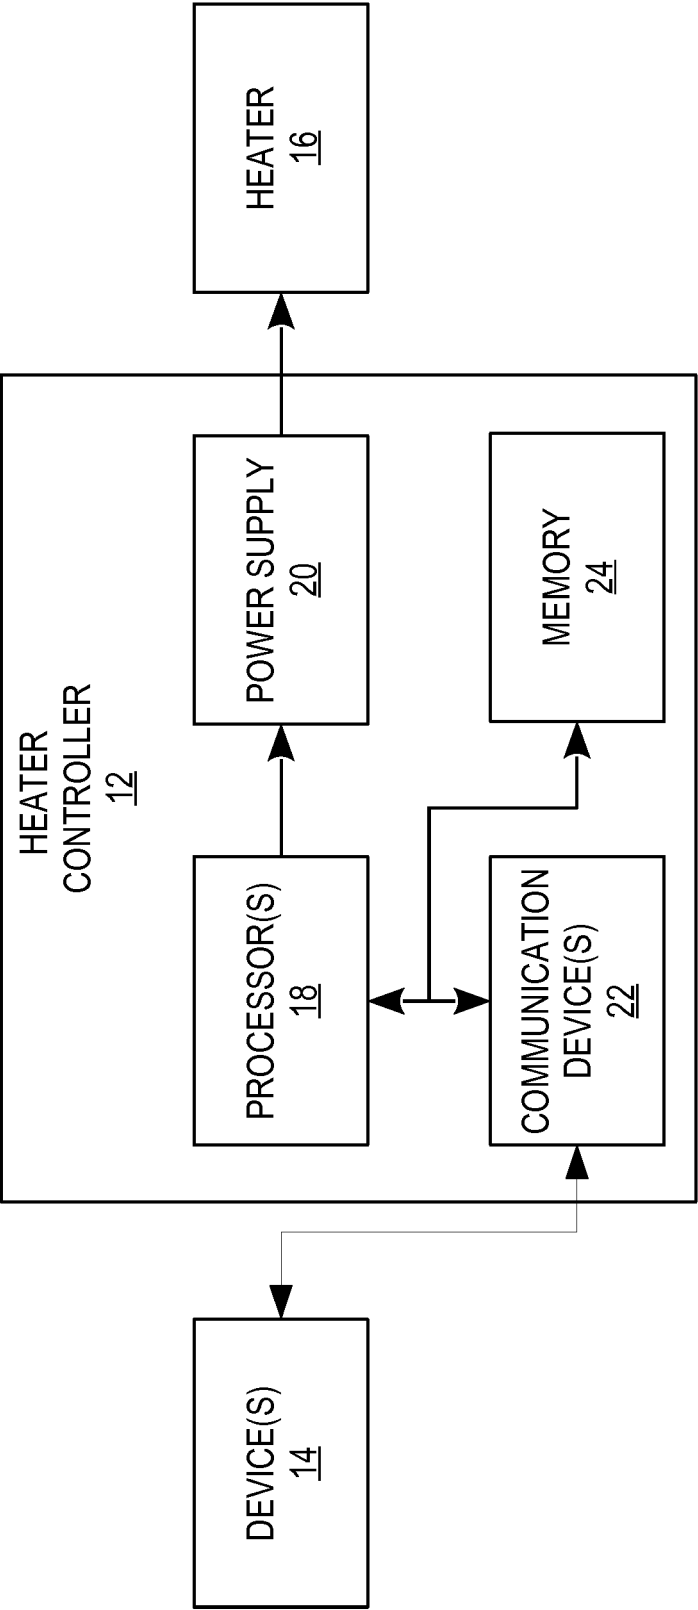 HEATER
CONTROLLER
12
DEVICE(S)
14
PROCESSOR(S)
18
POWER SUPPLY
20
HEATER
16
COMMUNICATION
DEVICE(S)
22
MEMORY
24